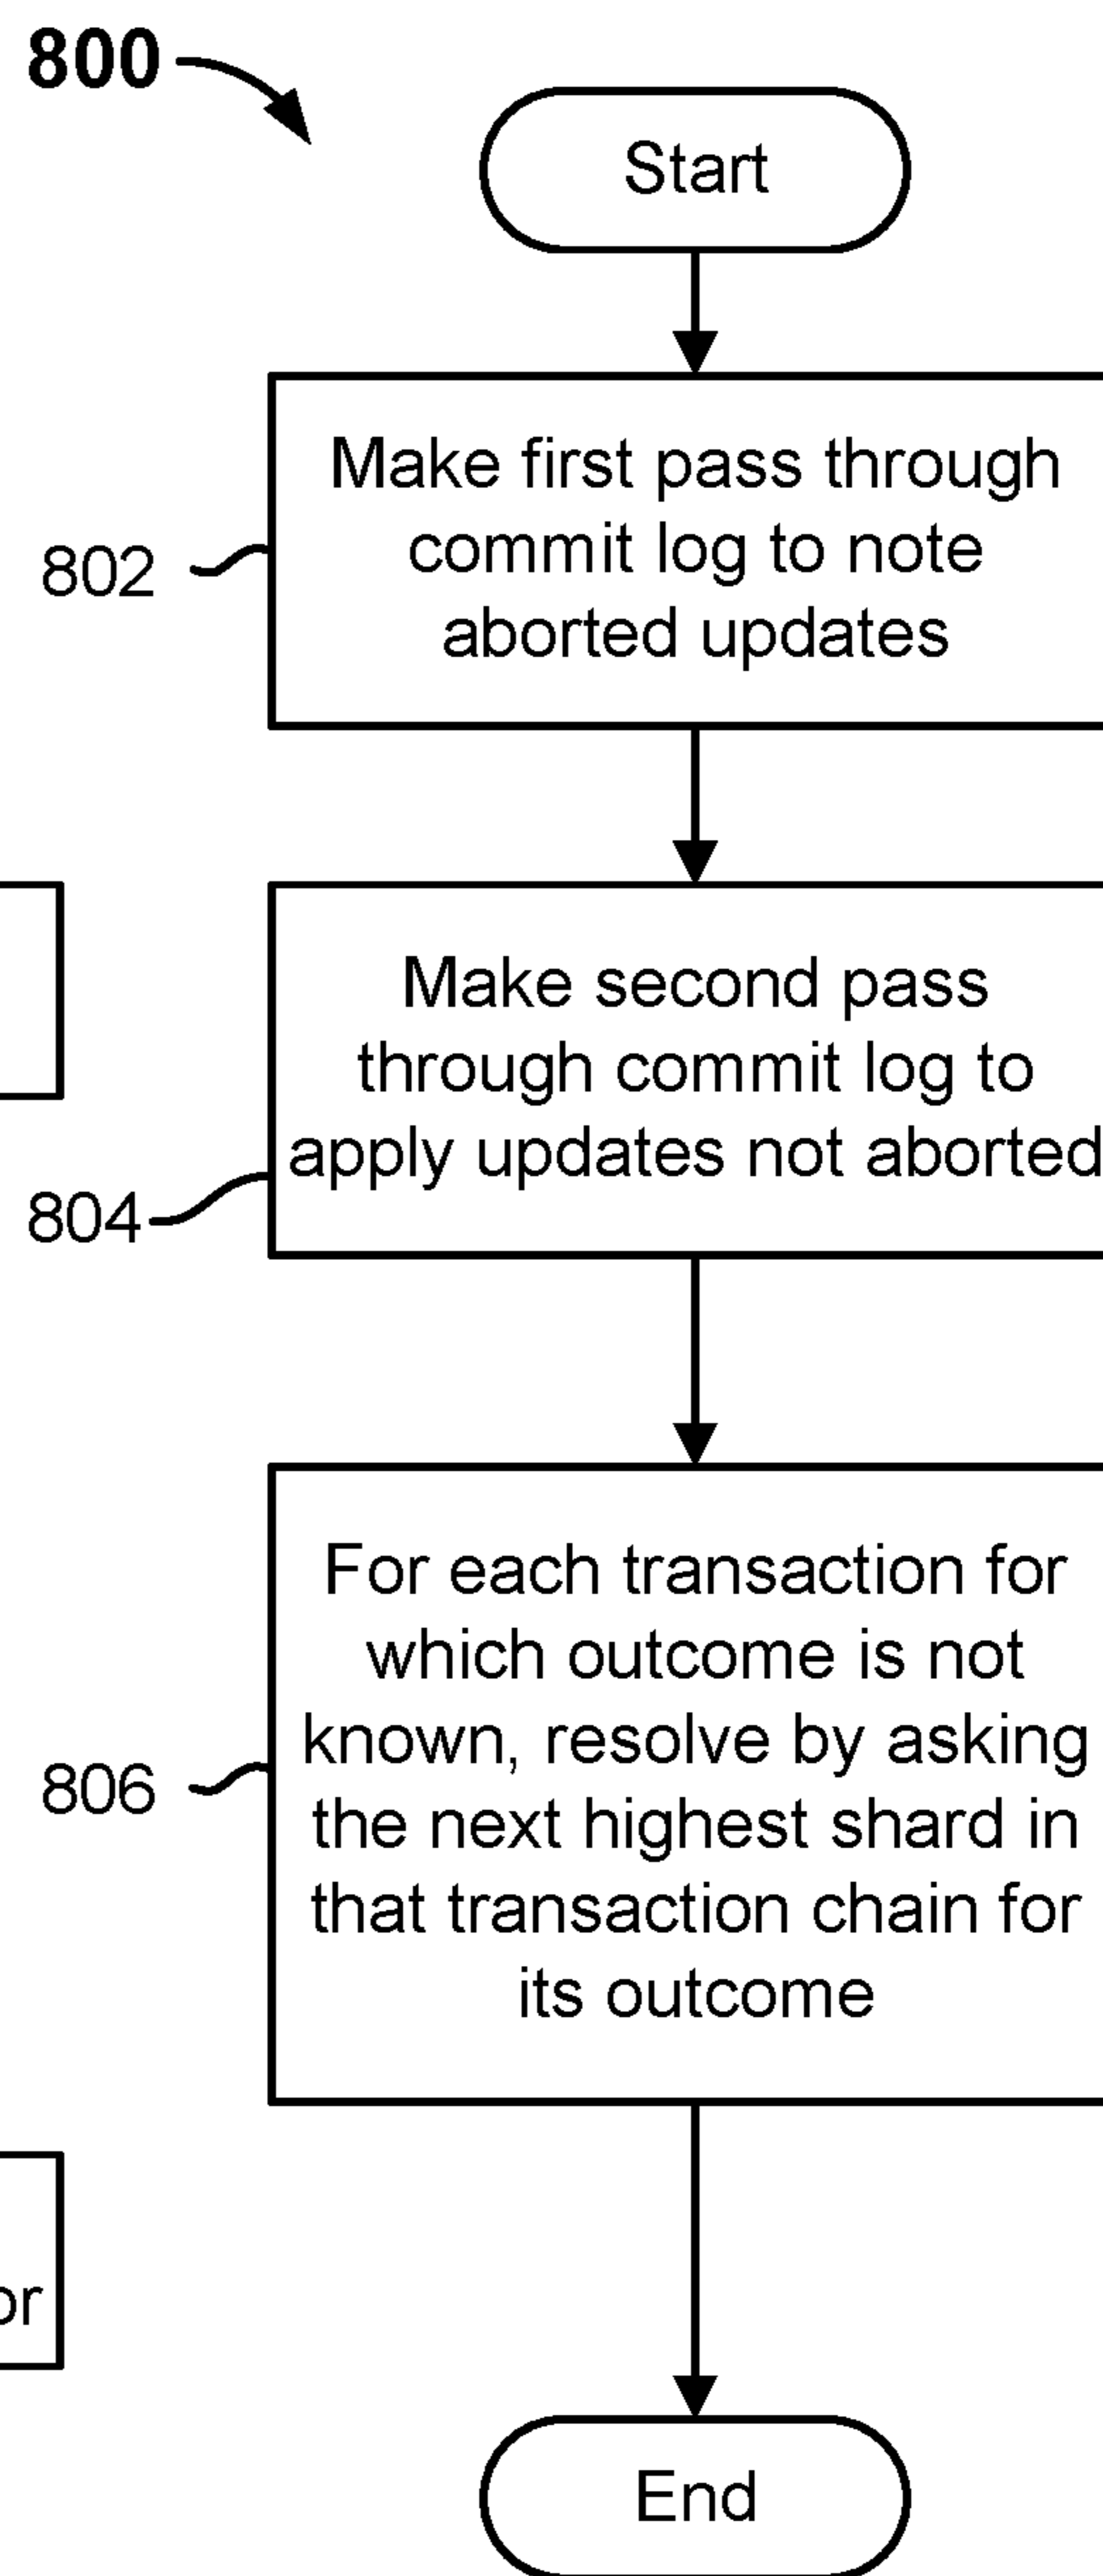 800
Start
Make first pass through
commit log to note
aborted updates
802
Make second pass
through commit log to
apply updates not aborted
804
For each transaction for
which outcome is not
known, resolve by asking
the next highest shard in
that transaction chain for
its outcome
806
End